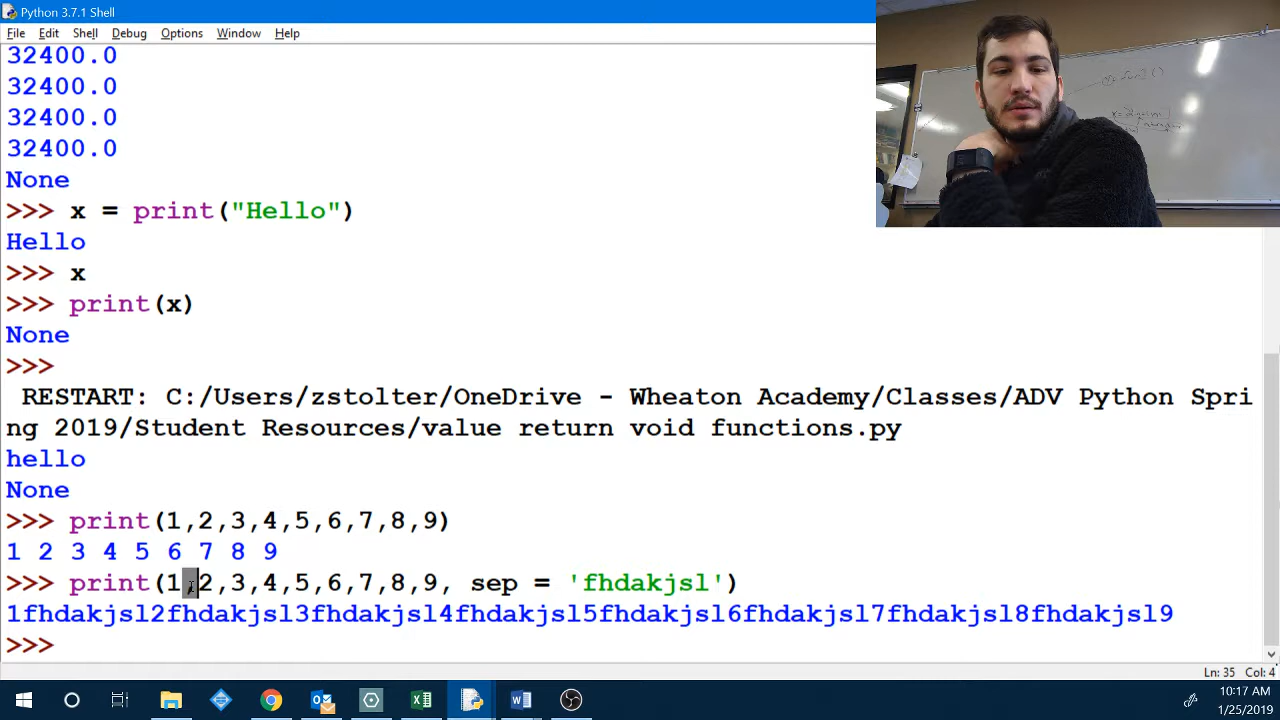 Python 3.7.1 Shell
File Edit Shell Debug Options Window Help
32400.0
32400.0
32400.0
32400.0
None
>>> x = print("Hello")
Hello
>>> x
>>> print(x)
None
>>>
RESTART: C:/Users/zstolter/OneDrive - Wheaton Academy/Classes/ADV Python Spri
ng 2019/Student Resources/value return void functions.py
hello
None
>>> print(1,2,3,4,5,6,7,8,9)
1 2 3 4 5 6 7 8 9
>>> print(1,2,3,4,5,6,7,8,9, sep = 'fhdakjsl')
1fhdakjsl2fhdakjsl3fhdakjsl4fhdakjsl5fhdakjsl6fhdakjsl7fhdakjsl8fhdakjsl9
>>>
Ln: 35 Col: 4
10:17 AM
1/25/2019